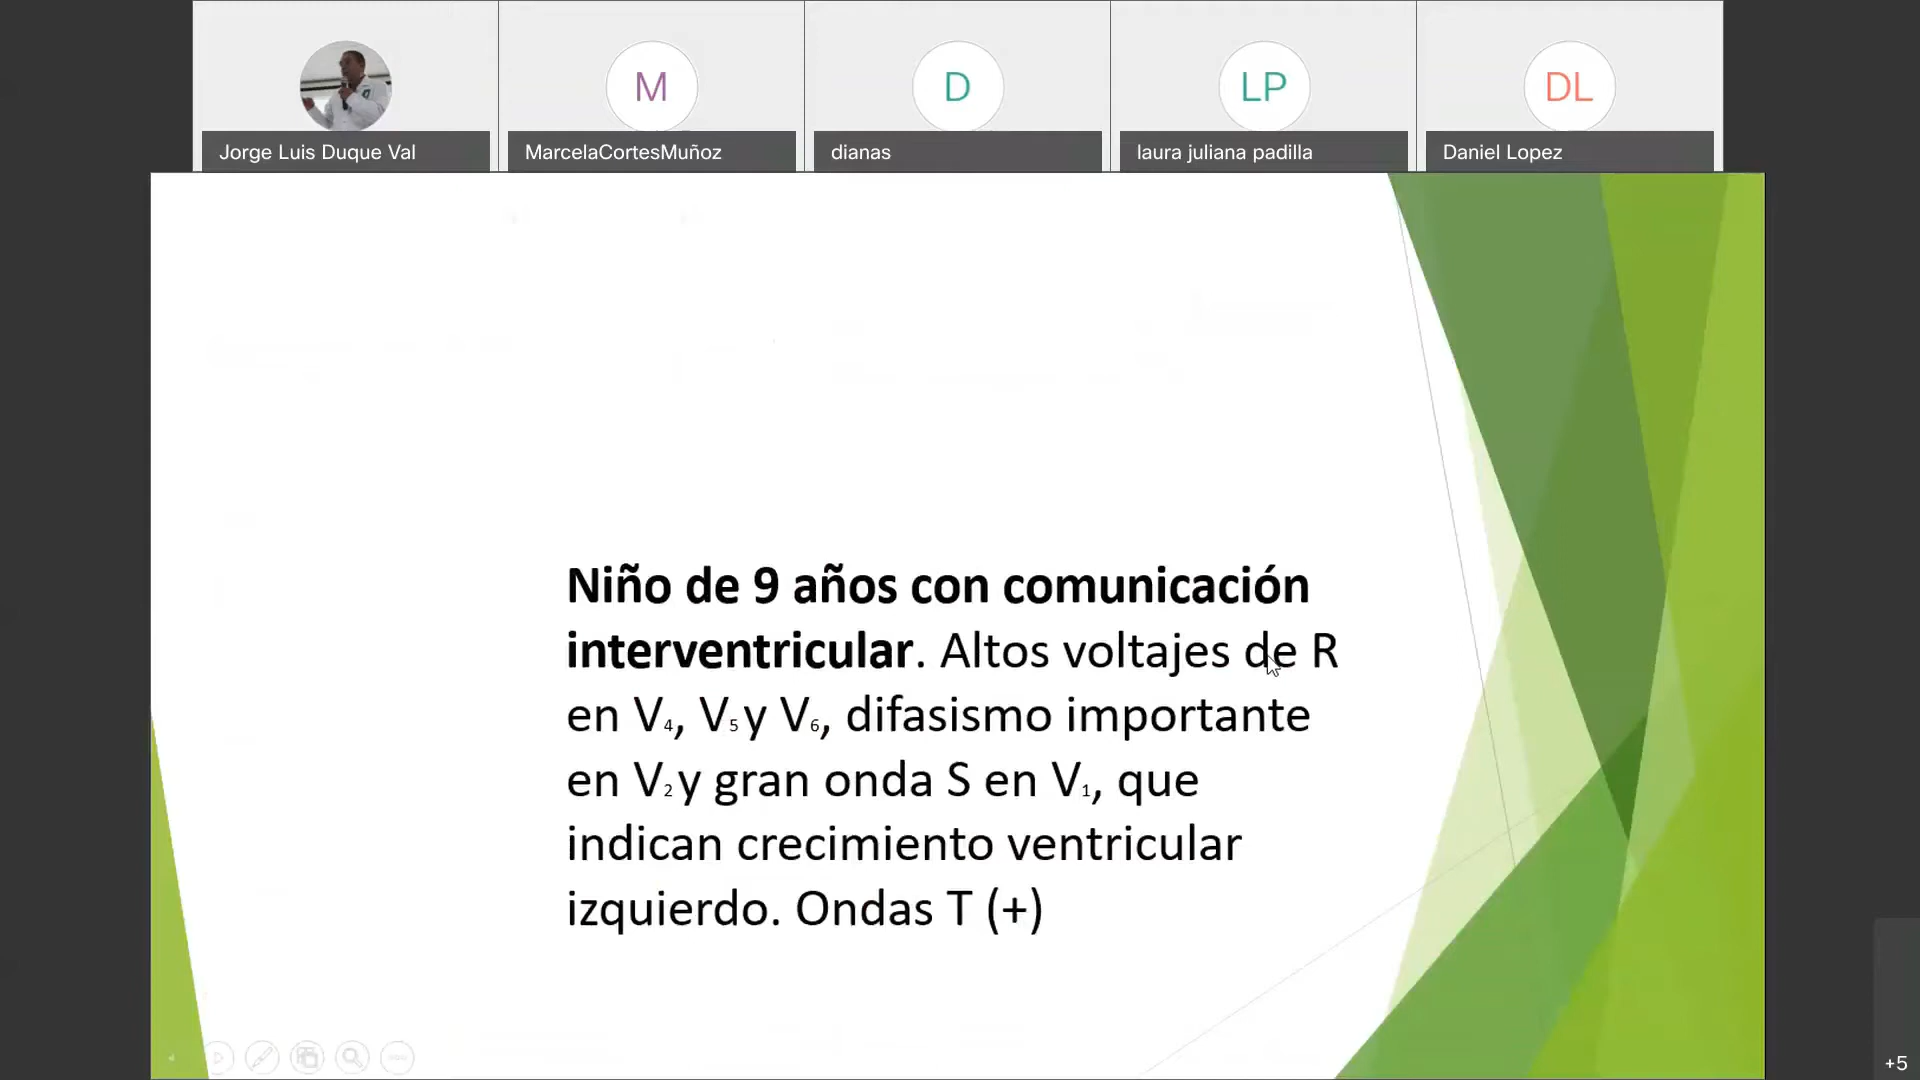 M
D
LP
DL
Jorge Luis Duque Val
MarcelaCortesMuñoz
dianas
laura juliana padilla
Daniel Lopez
Niño de 9 años con comunicación
interventricular. Altos voltajes de R
en V₄, V₅ y V₆, difasismo importante
en V₂ y gran onda S en V₁, que
indican crecimiento ventricular
izquierdo. Ondas T (+)
+5